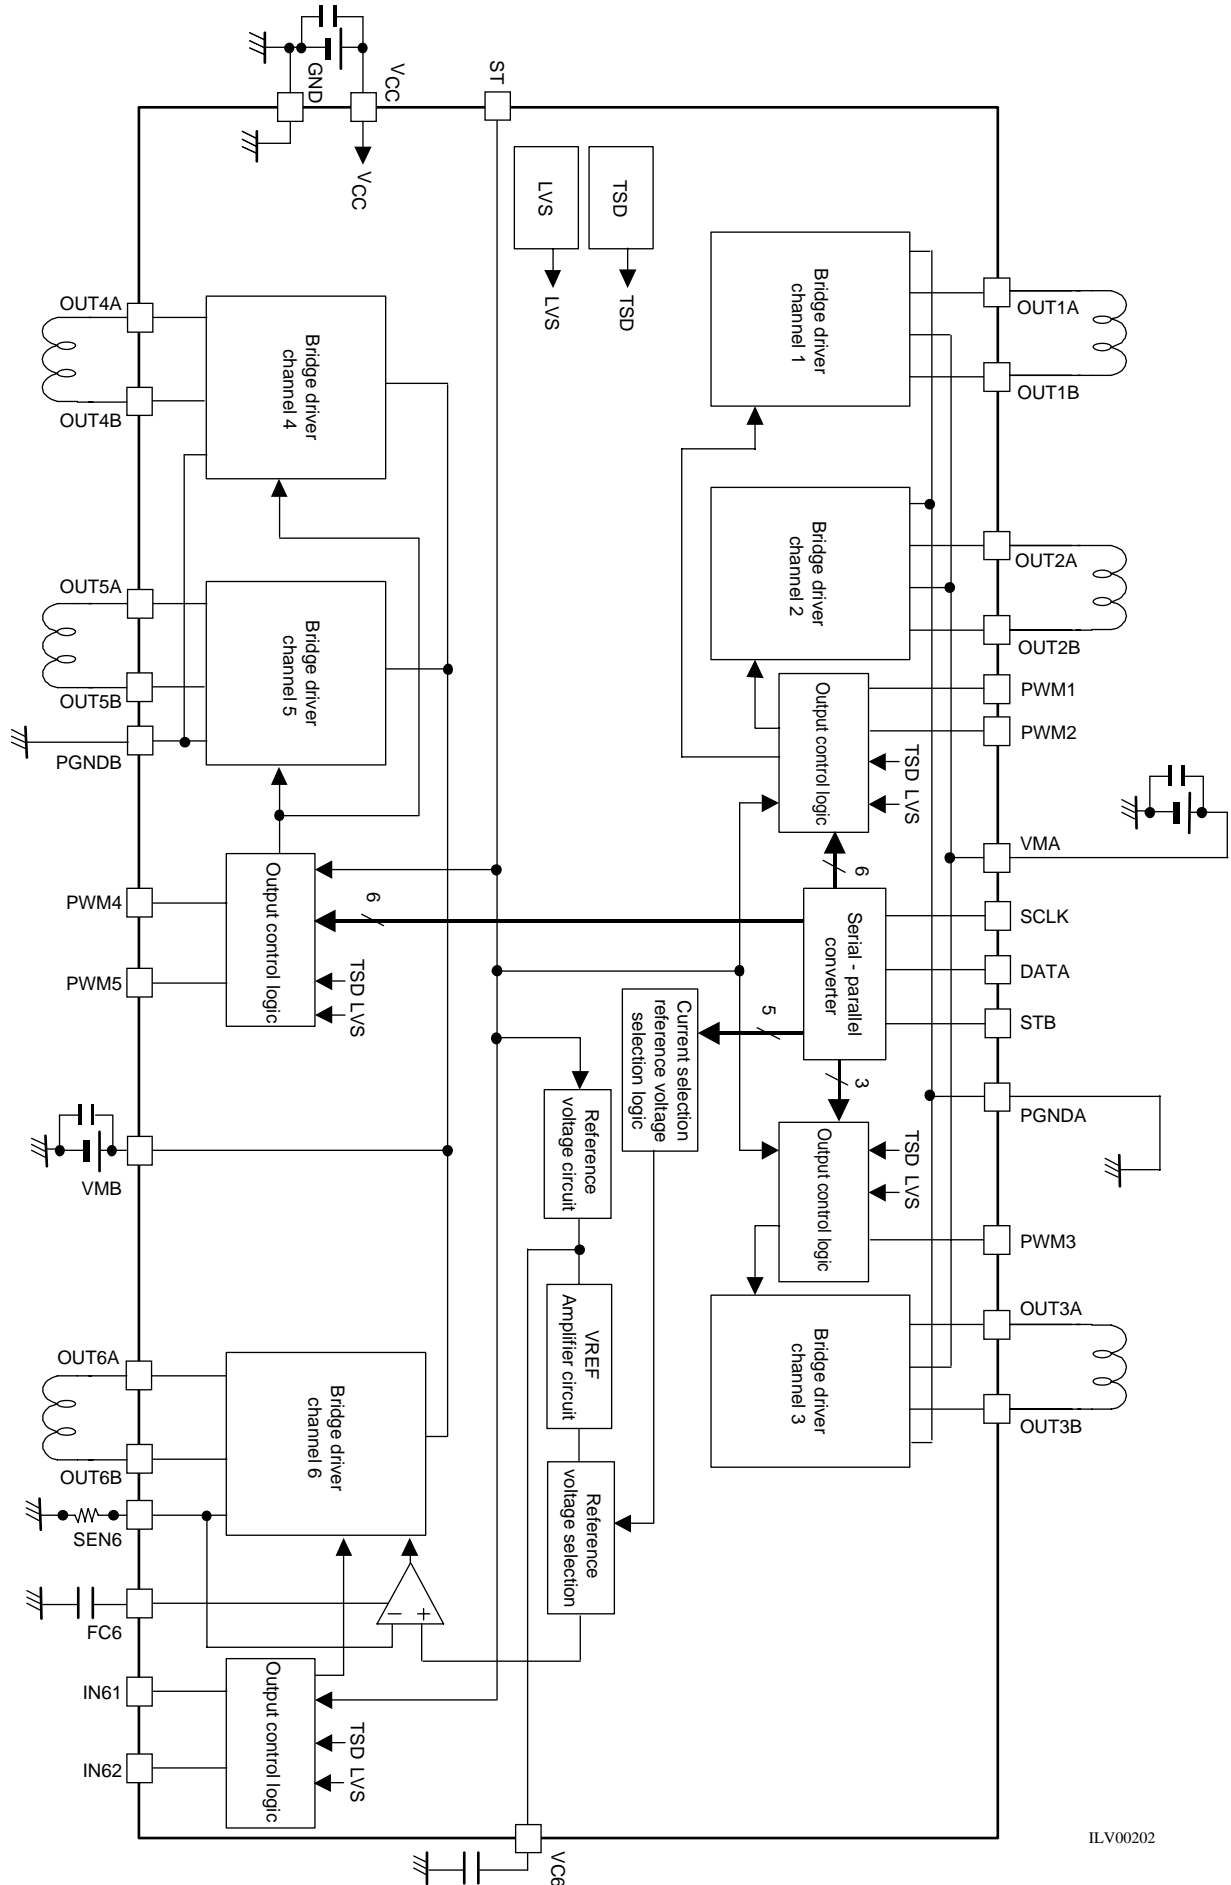 GND
VCC
ST
VCC
LVS
TSD
LVS
TSD
Bridge driver
channel 1
OUT1A
OUT1B
OUT4A
OUT4B
Bridge driver
channel 4
Bridge driver
channel 2
OUT2A
OUT2B
OUT5A
OUT5B
PGNDB
Bridge driver
channel 5
Output control logic
PWM1
PWM2
TSD LVS
VMA
6
PWM4
PWM5
Output control logic
6
TSD LVS
Serial - parallel
converter
SCLK
DATA
STB
5
Current selection
reference voltage
selection logic
3
PGNDA
VMB
Reference
voltage circuit
Output control logic
TSD LVS
PWM3
VREF
Amplifier circuit
Bridge driver
channel 3
OUT3A
OUT3B
OUT6A
OUT6B
SEN6
Bridge driver
channel 6
Reference
voltage selection
FC6
− +
IN61
IN62
Output control logic
TSD LVS
VC6
ILV00202